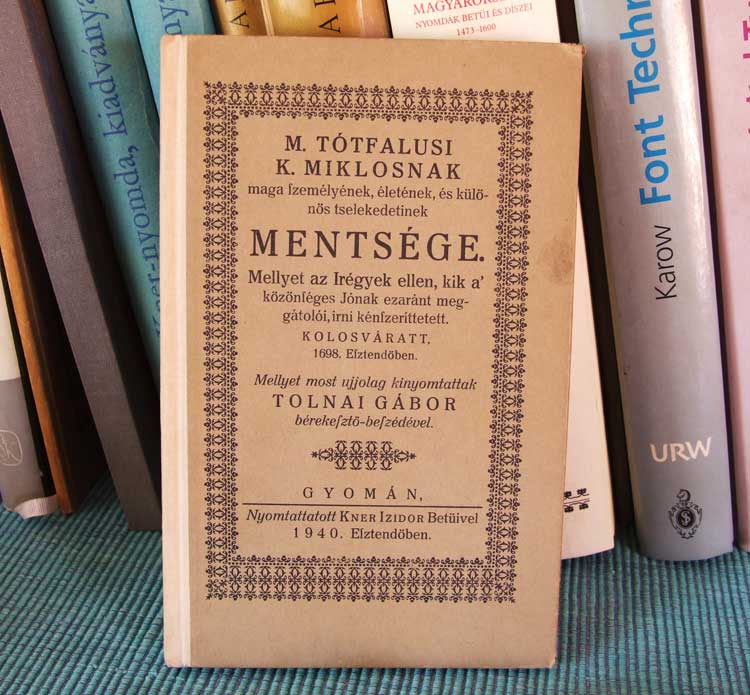 M. TÓTFALUSI
K. MIKLOSNAK
maga ſzemélyének, életének, és külö-
nös tselekedetinek
MENTSÉGE.
Mellyet az Irégyek ellen, kik a'
közönſéges Jónak ezaránt meg-
gátolói, irni kénſzeríttetett.
KOLOSVÁRATT,
1698. Eſztendöben.
Mellyet most ujjolag kinyomtattak
TOLNAI GÁBOR
bérekeſztö-beſzédével.
GYOMÁN,
Nyomtattatott KNER IZIDOR Betüivel
1940. Eſztendöben.
Kner-nyomda, kiadványa
NYOMDÁK BETŰI ÉS DÍSZEI
1473–1600
Karow Font Techn
URW